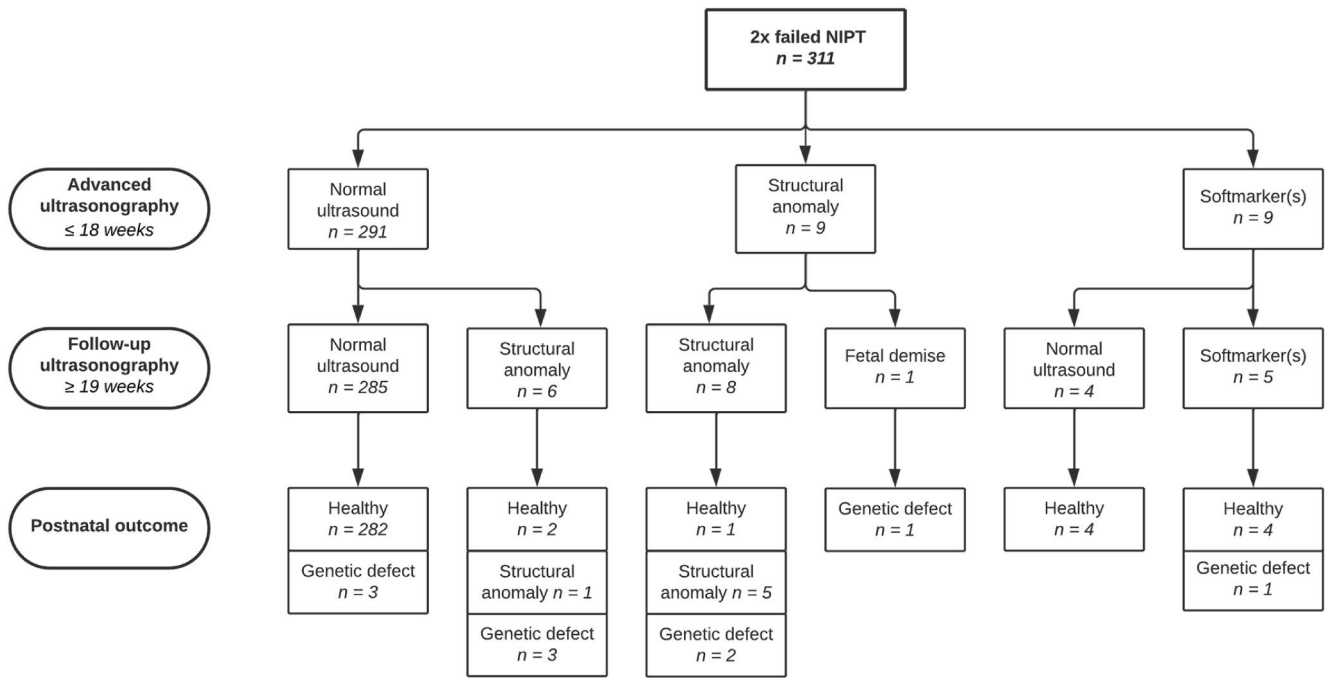 2x failed NIPT
n = 311
Advanced
ultrasonography
≤ 18 weeks
Normal
ultrasound
n = 291
Structural
anomaly
n = 9
Softmarker(s)
n = 9
Follow-up
ultrasonography
≥ 19 weeks
Normal
ultrasound
n = 285
Structural
anomaly
n = 6
Structural
anomaly
n = 8
Fetal demise
n = 1
Normal
ultrasound
n = 4
Softmarker(s)
n = 5
Postnatal outcome
Healthy
n = 282
Genetic defect
n = 3
Healthy
n = 2
Structural
anomaly n = 1
Genetic defect
n = 3
Healthy
n = 1
Structural
anomaly n = 5
Genetic defect
n = 2
Genetic defect
n = 1
Healthy
n = 4
Healthy
n = 4
Genetic defect
n = 1